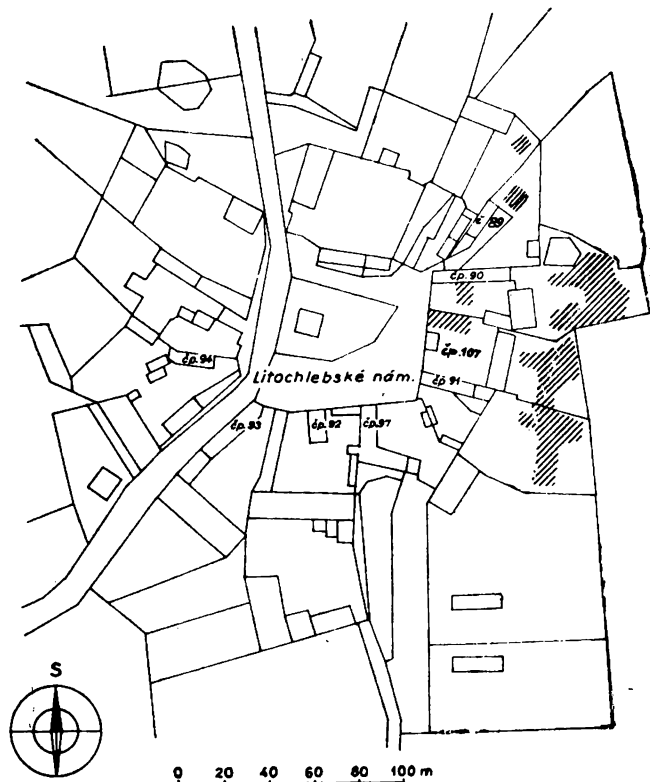 č 89
čp. 90
čp. 107
čp. 94
Litochlebské nám.
čp. 91
čp. 93
čp. 92
čp. 97
S
0 20 40 60 80 100 m